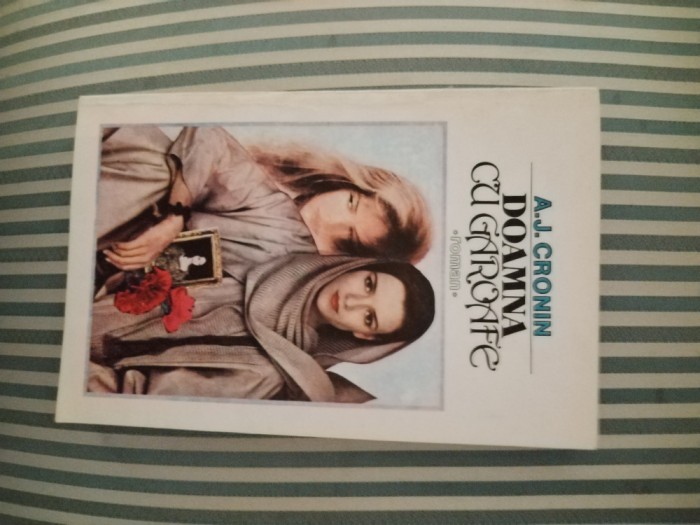 A.J. CRONIN
DOAMNA
CU GAROAFE
•roman•